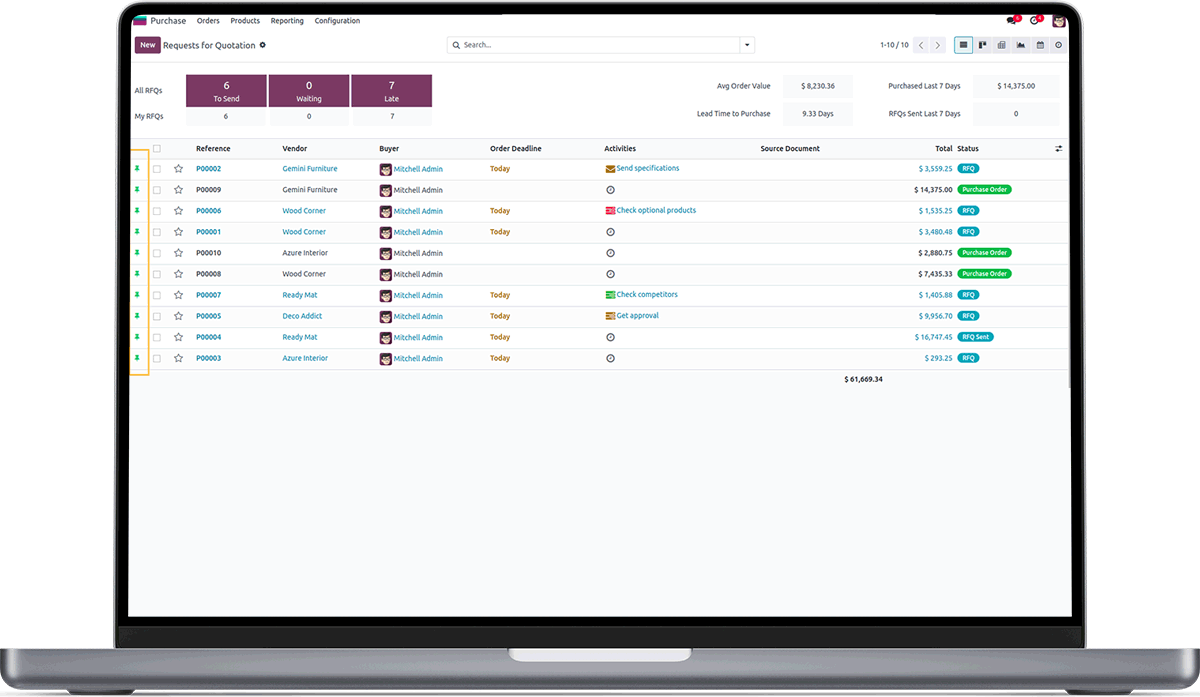 Purchase Orders Products Reporting Configuration
New Requests for Quotation Search... 1-10 / 10
All RFQs 6 To Send 0 Waiting 7 Late Avg Order Value $ 8,230.36 Purchased Last 7 Days $ 14,375.00
My RFQs 6 0 7 Lead Time to Purchase 9.33 Days RFQs Sent Last 7 Days 0
Reference Vendor Buyer Order Deadline Activities Source Document Total Status
P00002 Gemini Furniture Mitchell Admin Today Send specifications $ 3,559.25 RFQ
P00009 Gemini Furniture Mitchell Admin $ 14,375.00 Purchase Order
P00006 Wood Corner Mitchell Admin Today Check optional products $ 1,535.25 RFQ
P00001 Wood Corner Mitchell Admin Today $ 3,480.48 RFQ
P00010 Azure Interior Mitchell Admin $ 2,880.75 Purchase Order
P00008 Wood Corner Mitchell Admin $ 7,435.33 Purchase Order
P00007 Ready Mat Mitchell Admin Today Check competitors $ 1,405.88 RFQ
P00005 Deco Addict Mitchell Admin Today Get approval $ 9,956.70 RFQ
P00004 Ready Mat Mitchell Admin Today $ 16,747.45 RFQ Sent
P00003 Azure Interior Mitchell Admin Today $ 293.25 RFQ
$ 61,669.34